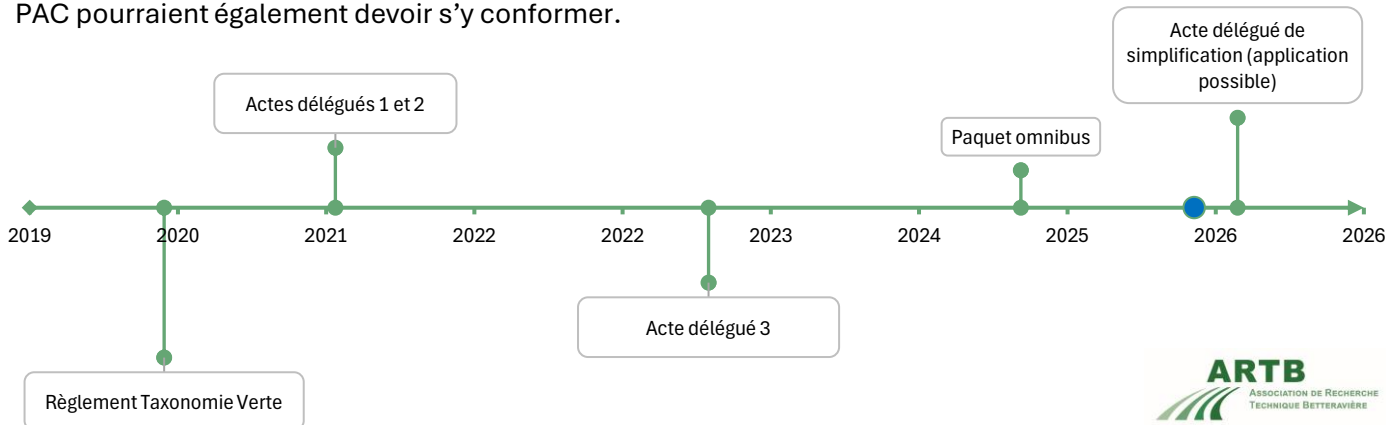 PAC pourraient également devoir s’y conformer.
Acte délégué de
simplification (application
possible)
Actes délégués 1 et 2
Paquet omnibus
2019 2020 2021 2022 2022 2023 2024 2025 2026 2026
Acte délégué 3
Règlement Taxonomie Verte
ARTB
ASSOCIATION DE RECHERCHE
TECHNIQUE BETTERAVIÈRE